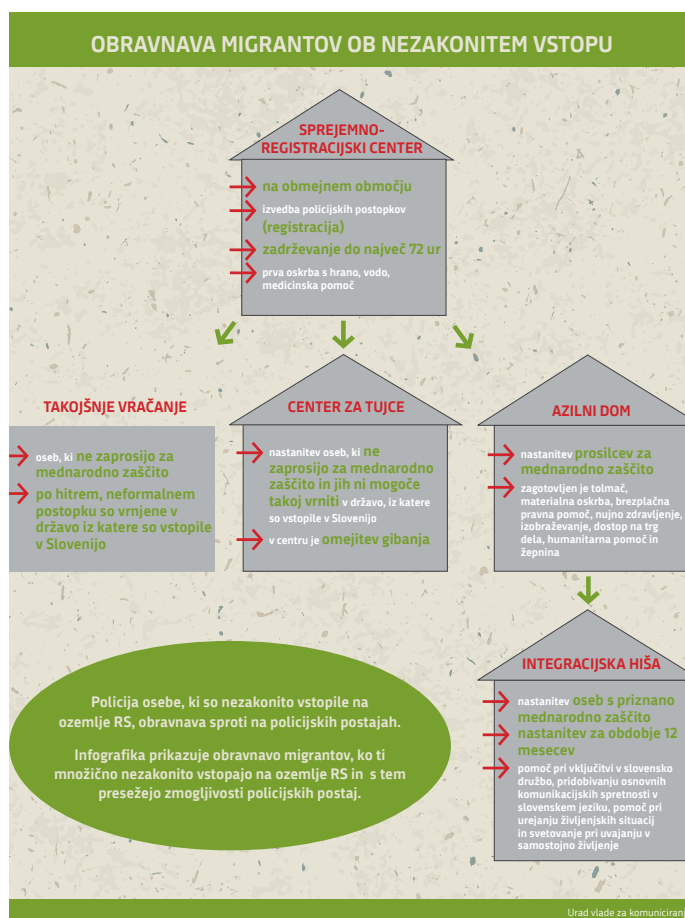 OBRAVNAVA MIGRANTOV OB NEZAKONITEM VSTOPU
SPREJEMNO-
REGISTRACIJSKI CENTER
na obmejnem območju
izvedba policijskih postopkov
(registracija)
zadrževanje do največ 72 ur
prva oskrba s hrano, vodo,
medicinska pomoč
TAKOJŠNJE VRAČANJE
oseb, ki ne zaprosijo za
mednarodno zaščito
po hitrem, neformalnem
postopku so vrnjene v
državo iz katere so vstopile
v Slovenijo
CENTER ZA TUJCE
nastanitev oseb, ki ne
zaprosijo za mednarodno
zaščito in jih ni mogoče
takoj vrniti v državo, iz katere
so vstopile v Slovenijo
v centru je omejitev gibanja
AZILNI DOM
nastanitev prosilcev za
mednarodno zaščito
zagotovljen je tolmač,
materialna oskrba, brezplačna
pravna pomoč, nujno zdravljenje,
izobraževanje, dostop na trg
dela, humanitarna pomoč in
žepnina
INTEGRACIJSKA HIŠA
nastanitev oseb s priznano
mednarodno zaščito
nastanitev za obdobje 12
mesecev
pomoč pri vključitvi v slovensko
družbo, pridobivanju osnovnih
komunikacijskih spretnosti v
slovenskem jeziku, pomoč pri
urejanju življenjskih situacij
in svetovanje pri uvajanju v
samostojno življenje
Policija osebe, ki so nezakonito vstopile na
ozemlje RS, obravnava sproti na policijskih postajah.
Infografika prikazuje obravnavo migrantov, ko ti
množično nezakonito vstopajo na ozemlje RS in s tem
presežejo zmogljivosti policijskih postaj.
Urad vlade za komuniciran